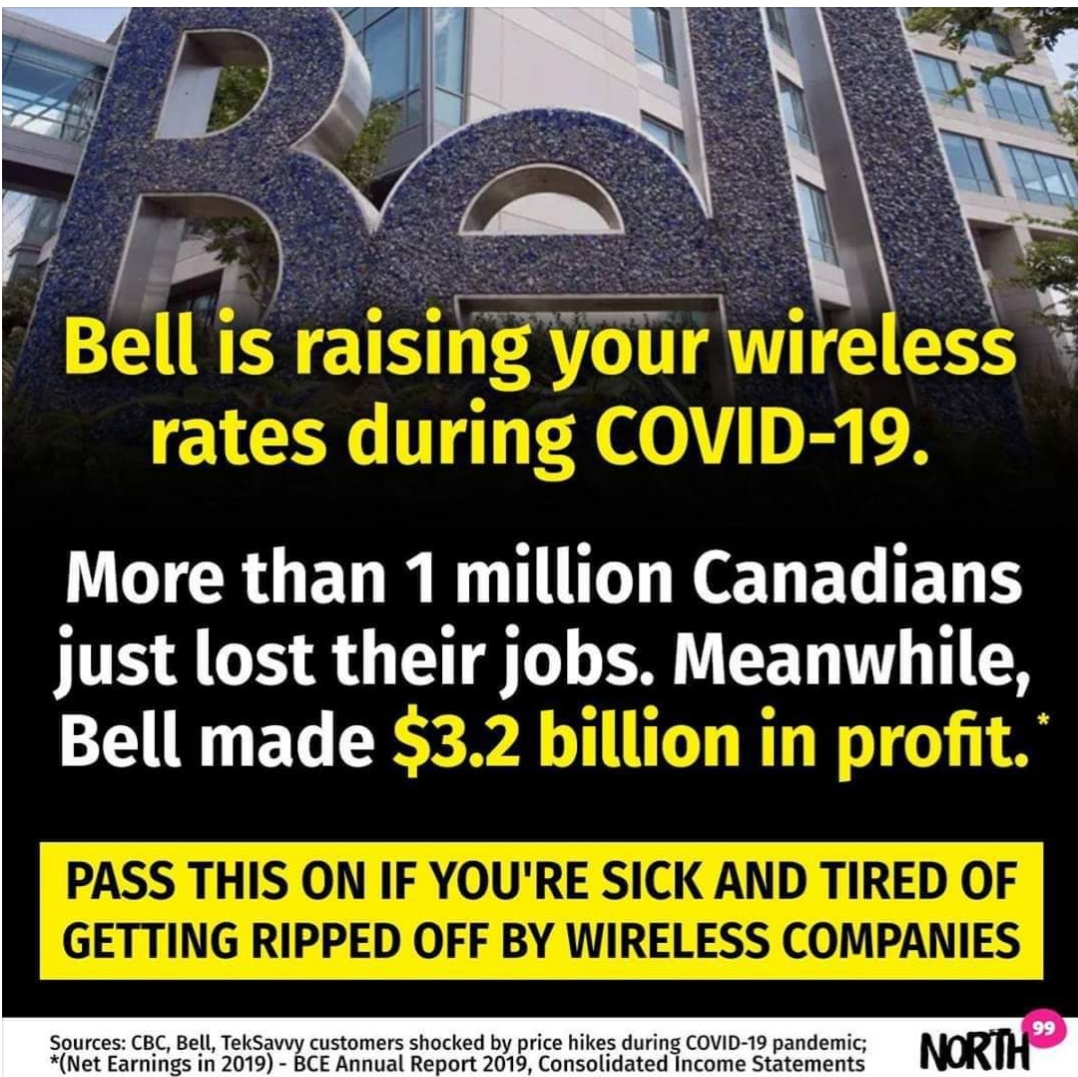 Bell
Bell is raising your wireless
rates during COVID-19.
More than 1 million Canadians
just lost their jobs. Meanwhile,
Bell made $3.2 billion in profit.*
PASS THIS ON IF YOU'RE SICK AND TIRED OF
GETTING RIPPED OFF BY WIRELESS COMPANIES
Sources: CBC, Bell, TekSavvy customers shocked by price hikes during COVID-19 pandemic;
*(Net Earnings in 2019) - BCE Annual Report 2019, Consolidated Income Statements
NORTH 99